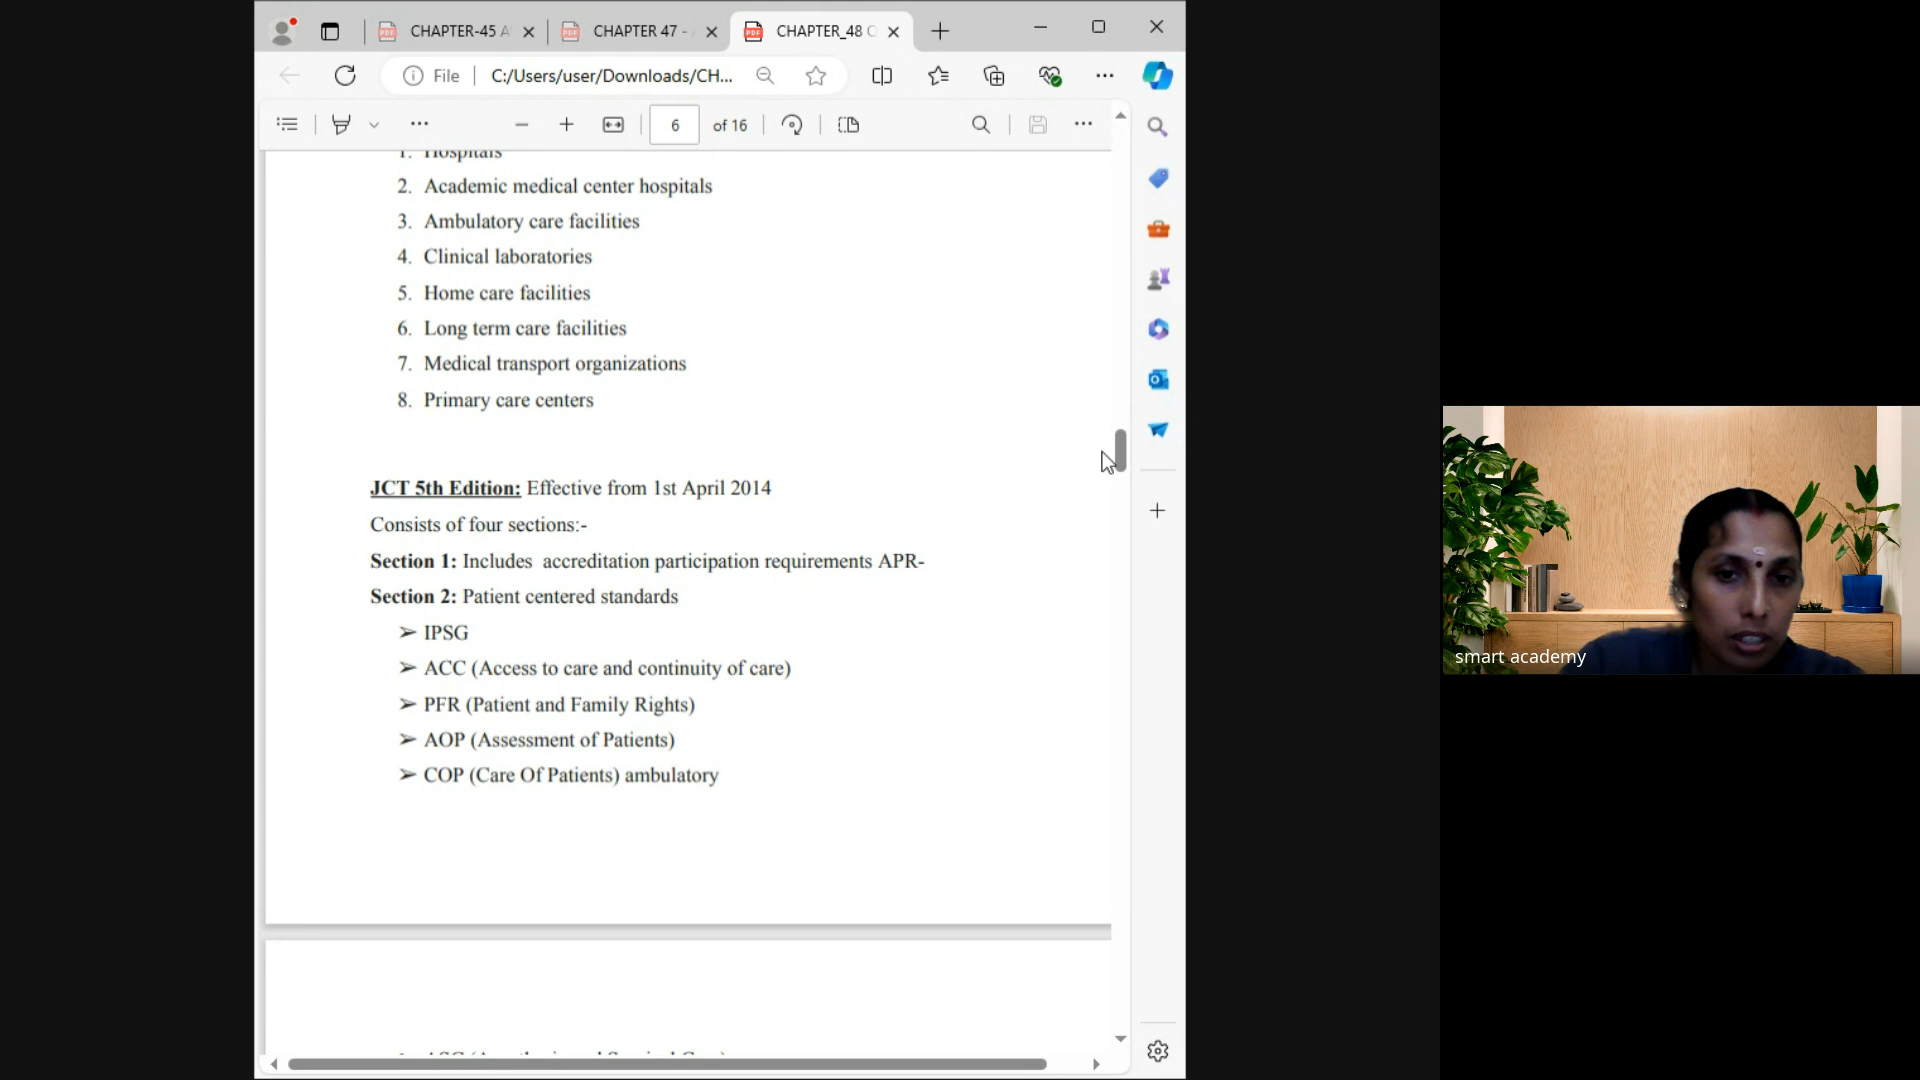 CHAPTER-45 A
CHAPTER 47 -
CHAPTER_48 C
File
C:/Users/user/Downloads/CH...
6
of 16
1. Hospitals
2. Academic medical center hospitals
3. Ambulatory care facilities
4. Clinical laboratories
5. Home care facilities
6. Long term care facilities
7. Medical transport organizations
8. Primary care centers
JCT 5th Edition: Effective from 1st April 2014
Consists of four sections:-
Section 1: Includes accreditation participation requirements APR-
Section 2: Patient centered standards
➢ IPSG
➢ ACC (Access to care and continuity of care)
➢ PFR (Patient and Family Rights)
➢ AOP (Assessment of Patients)
➢ COP (Care Of Patients) ambulatory
smart academy